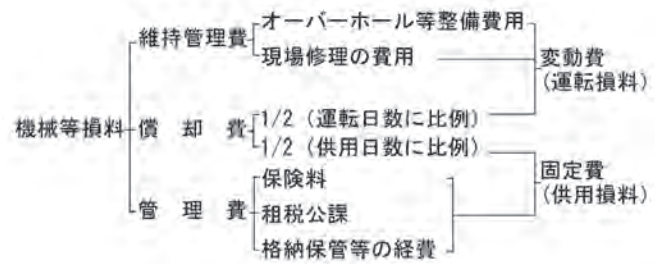 オーバーホール等整備費用
維持管理費
現場修理の費用
変動費
(運転損料)
機械等損料
償却費
1/2（運転日数に比例）
1/2（供用日数に比例）
保険料
固定費
(供用損料)
管理費
租税公課
格納保管等の経費